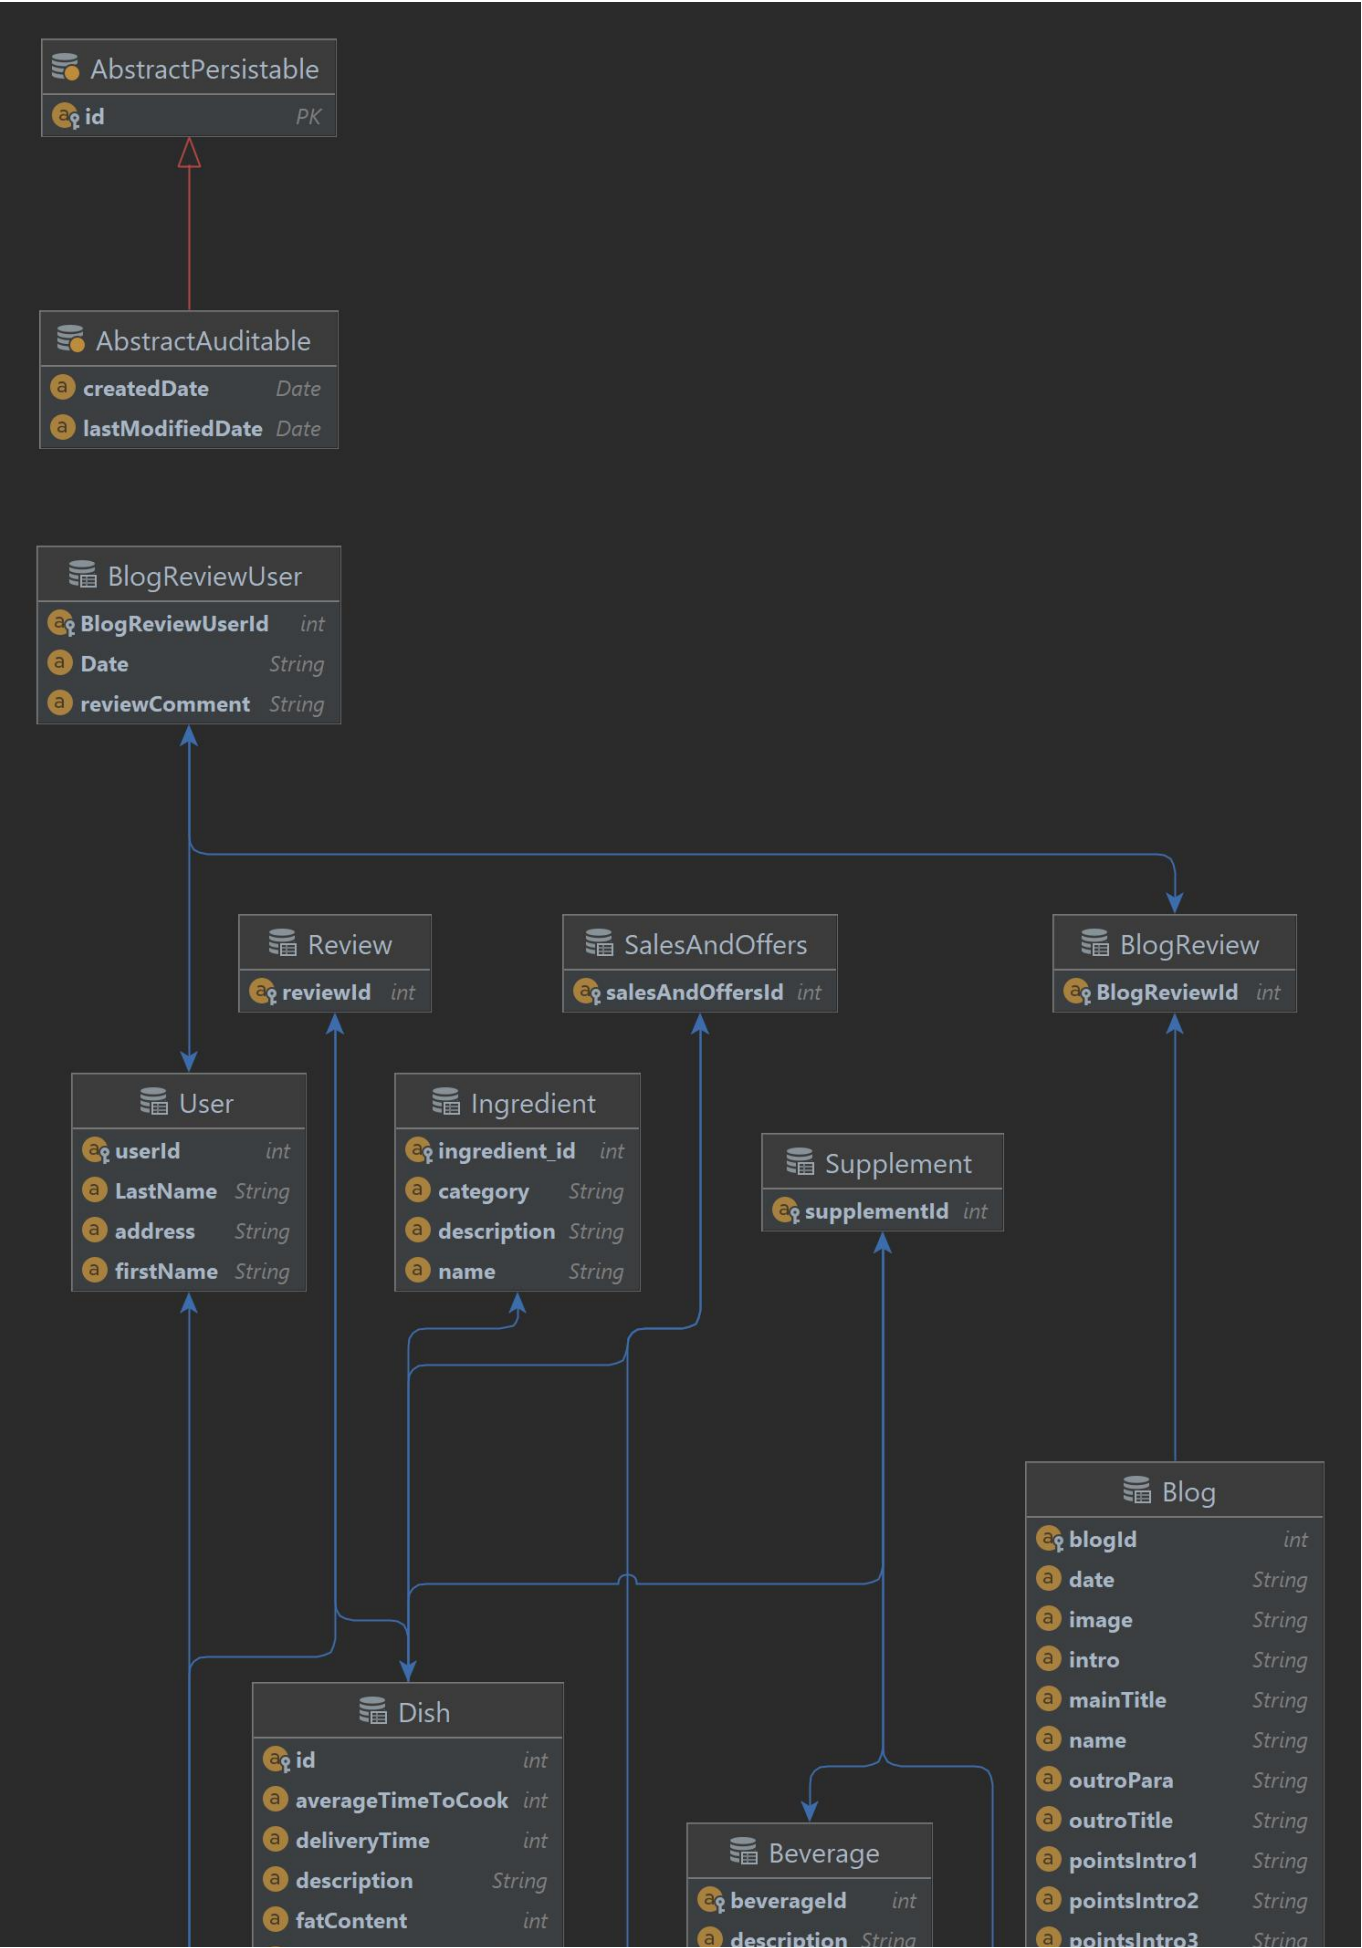 AbstractPersistable
id PK
AbstractAuditable
createdDate Date
lastModifiedDate Date
BlogReviewUser
BlogReviewUserId int
Date String
reviewComment String
Review
reviewId int
SalesAndOffers
salesAndOffersId int
BlogReview
BlogReviewId int
User
userId int
LastName String
address String
firstName String
Ingredient
ingredient_id int
category String
description String
name String
Supplement
supplementId int
Blog
blogId int
date String
image String
intro String
mainTitle String
name String
outroPara String
outroTitle String
pointsIntro1 String
pointsIntro2 String
pointsIntro3 String
Dish
id int
averageTimeToCook int
deliveryTime int
description String
fatContent int
Beverage
beverageId int
description String